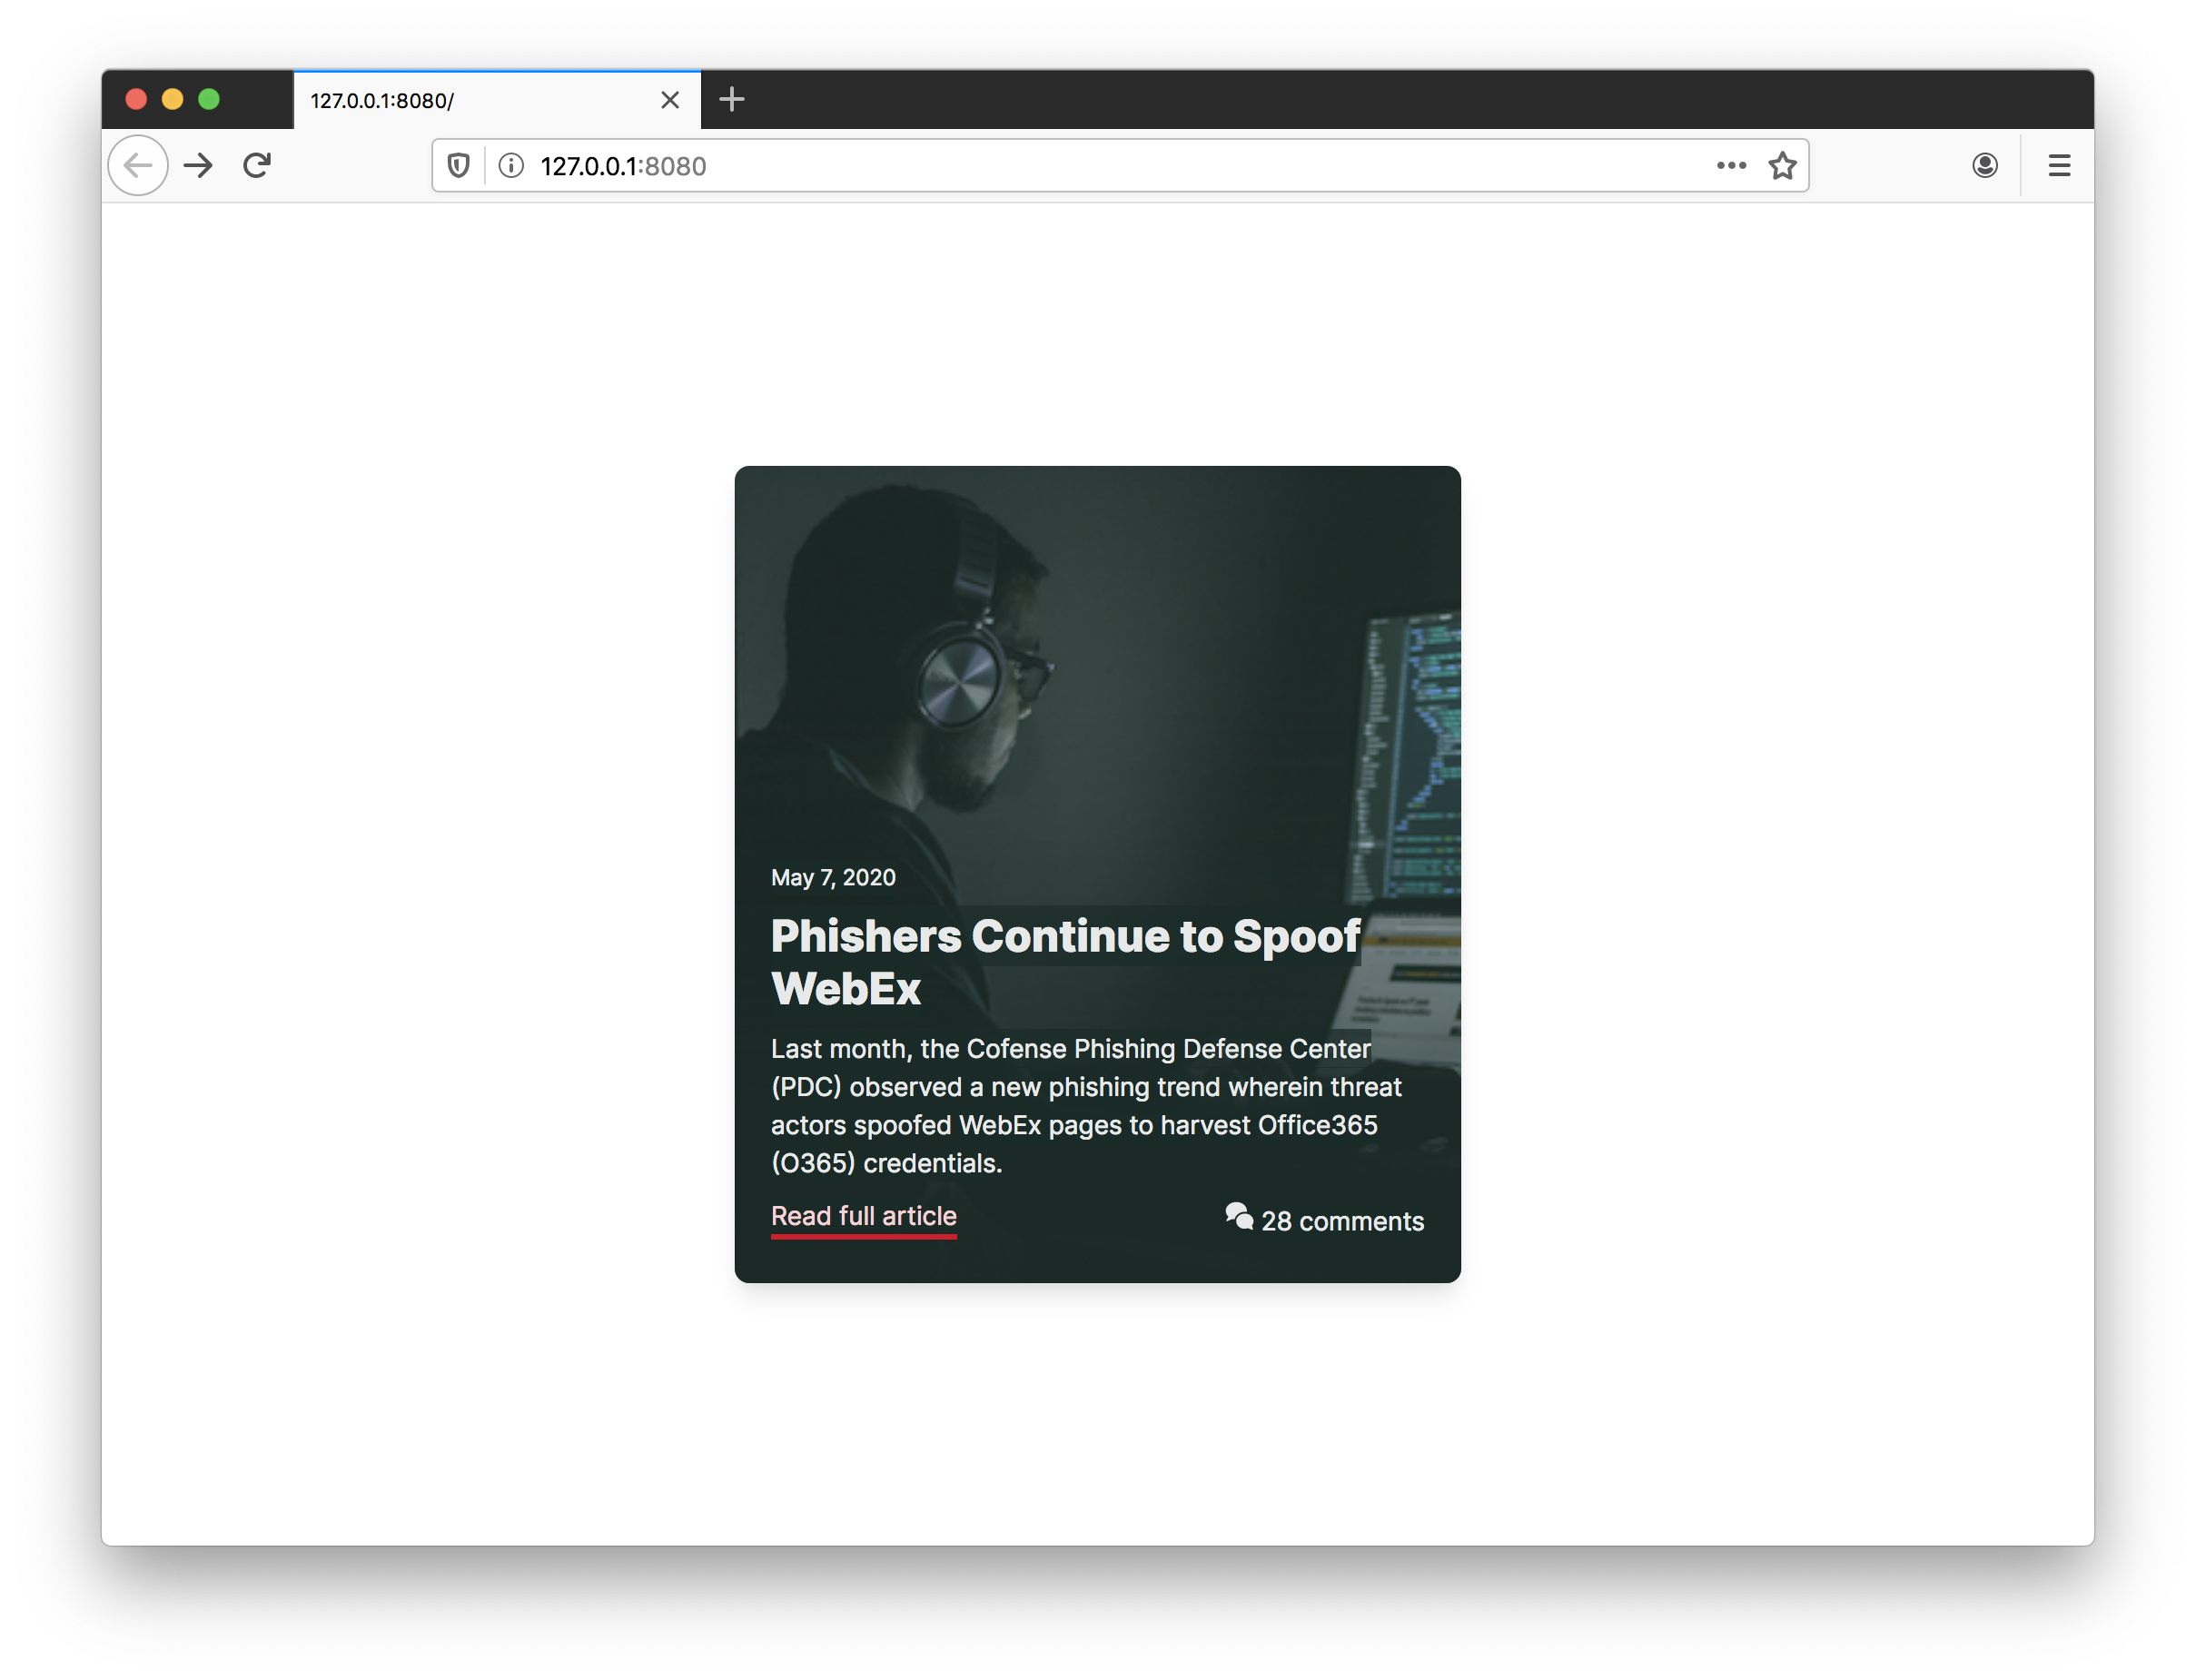 127.0.0.1:8080/
127.0.0.1:8080
May 7, 2020
Phishers Continue to Spoof
WebEx
Last month, the Cofense Phishing Defense Center
(PDC) observed a new phishing trend wherein threat
actors spoofed WebEx pages to harvest Office365
(O365) credentials.
Read full article
28 comments